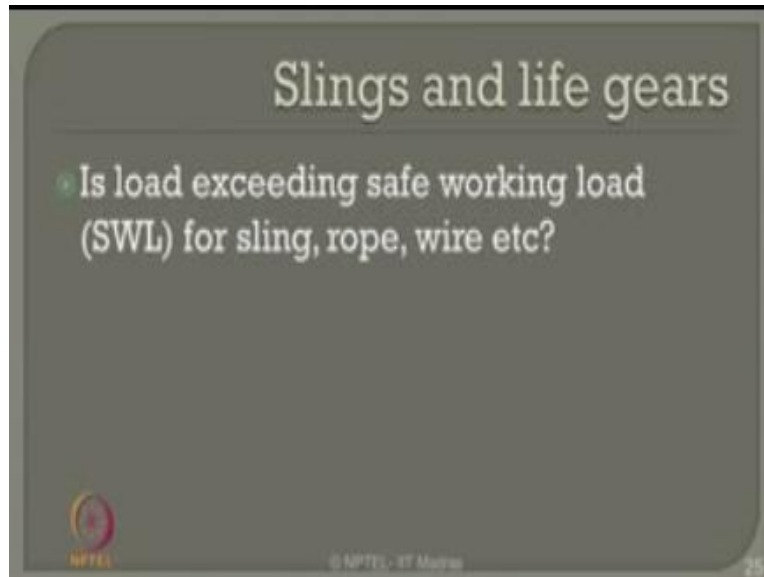 Slings and life gears
Is load exceeding safe working load
(SWL) for sling, rope, wire etc?
NPTEL
© NPTEL- IIT Madras
25